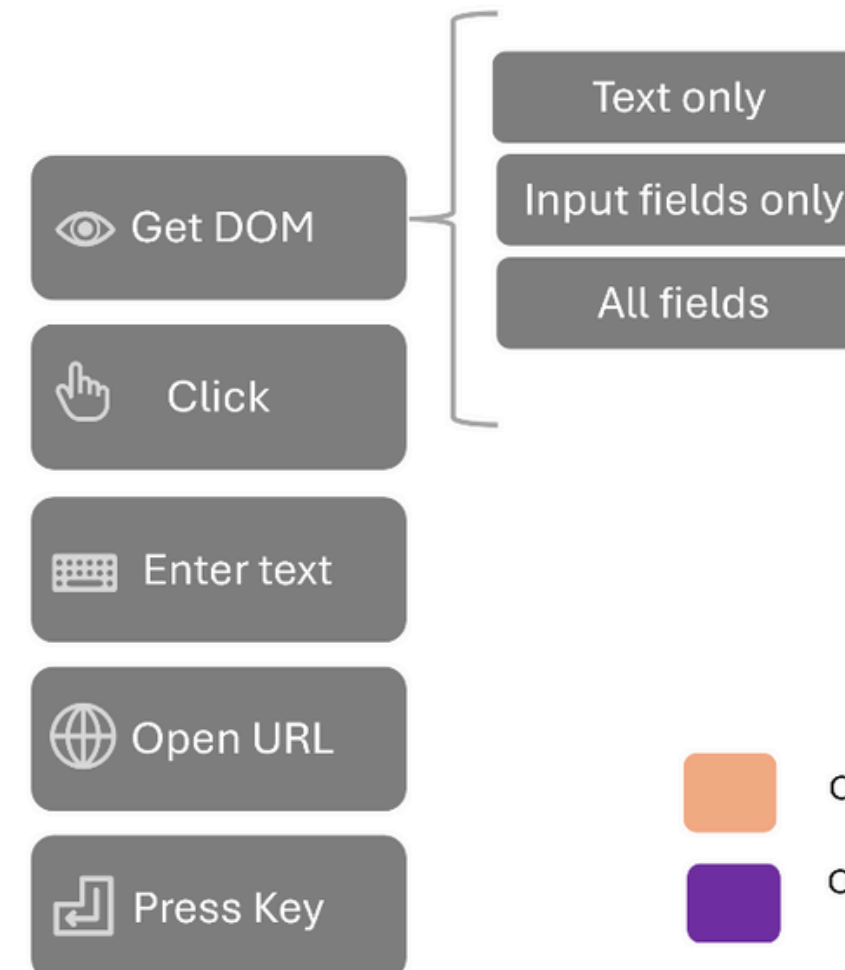 Text only
Input fields only
All fields
Get DOM
Click
Enter text
Open URL
Press Key